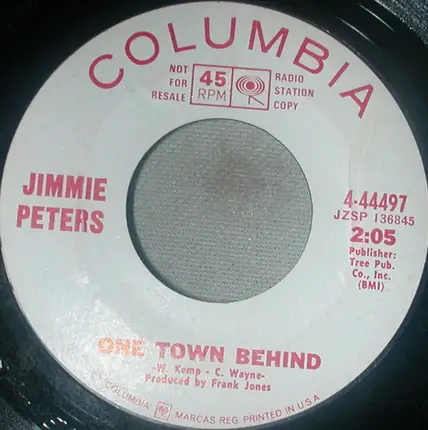 COLUMBIA
NOT FOR RESALE
45 RPM
RADIO STATION COPY
JIMMIE
PETERS
4-44497
JZSP 136845
2:05
Publisher:
Tree Pub.
Co., Inc.
(BMI)
ONE TOWN BEHIND
-W. Kemp - C. Wayne-
Produced by Frank Jones
COLUMBIA MARCAS REG. PRINTED IN U.S.A